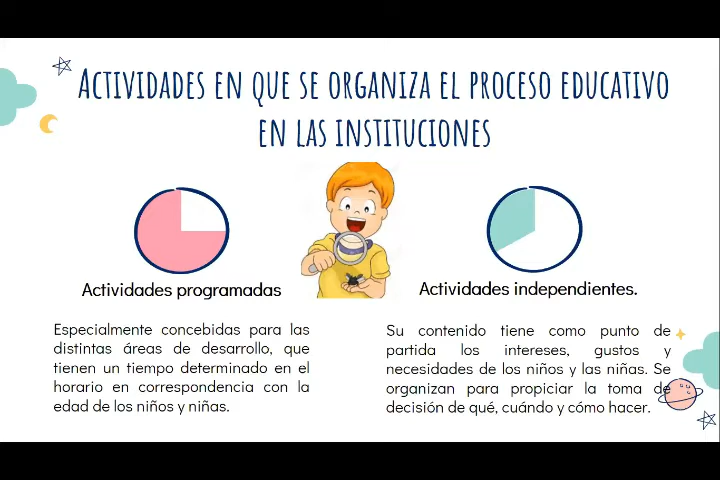 ACTIVIDADES EN QUE SE ORGANIZA EL PROCESO EDUCATIVO
EN LAS INSTITUCIONES
Actividades programadas
Especialmente concebidas para las
distintas áreas de desarrollo, que
tienen un tiempo determinado en el
horario en correspondencia con la
edad de los niños y niñas.
Actividades independientes.
Su contenido tiene como punto de
partida los intereses, gustos y
necesidades de los niños y las niñas. Se
organizan para propiciar la toma de
decisión de qué, cuándo y cómo hacer.